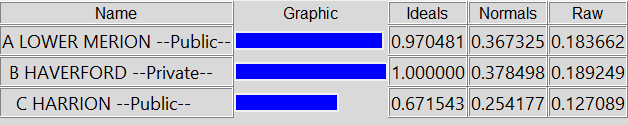 Name Graphic Ideals Normals Raw
A LOWER MERION --Public-- 0.970481 0.367325 0.183662
B HAVERFORD --Private-- 1.000000 0.378498 0.189249
C HARRION --Public-- 0.671543 0.254177 0.127089